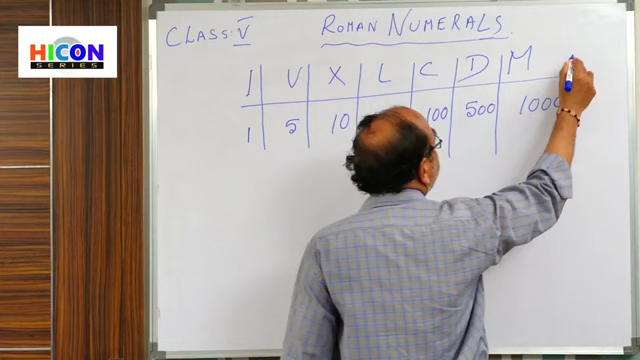 HICON
SERIES
CLASS: V
ROMAN NUMERALS
I V X L C D M
1 5 10 100 500 1000